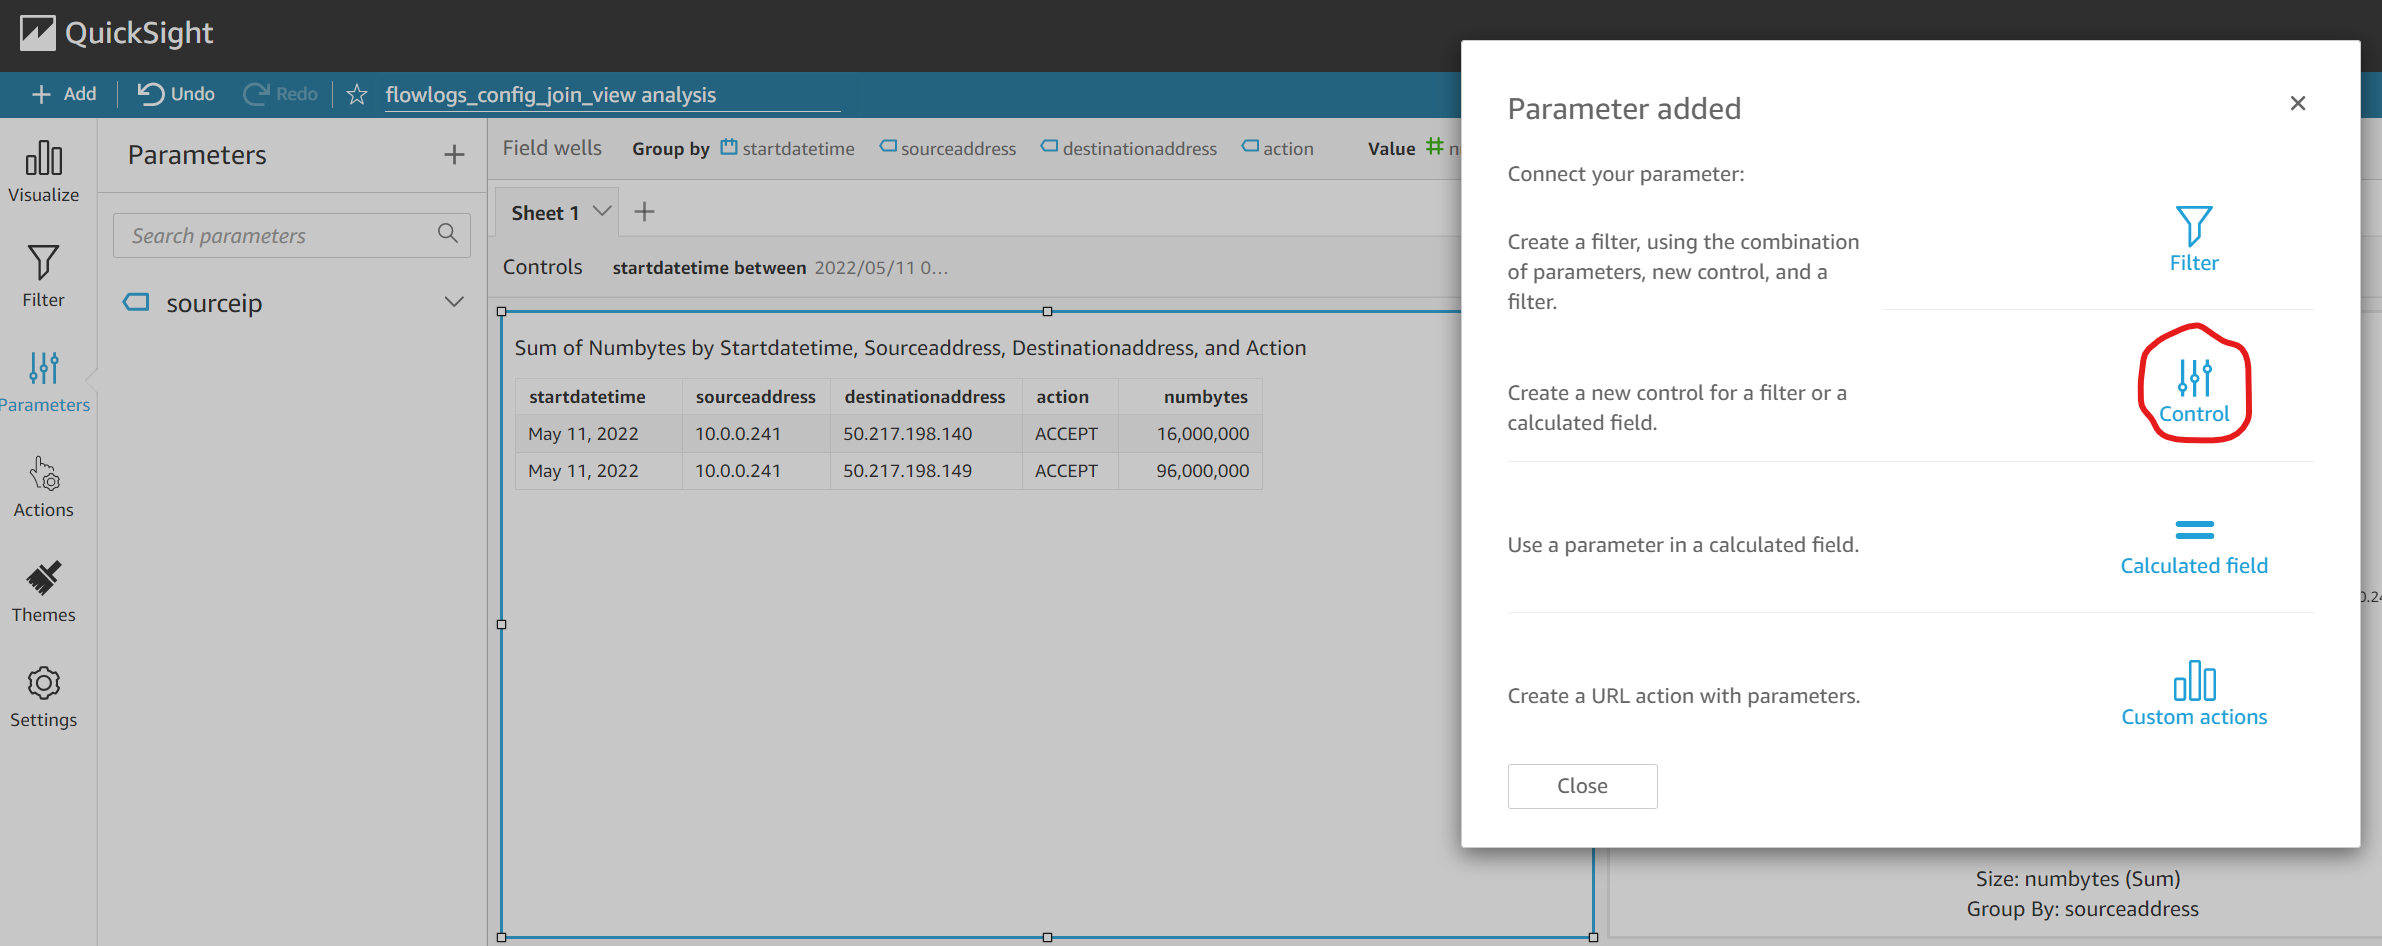 QuickSight
Add
Undo
Redo
flowlogs_config_join_view analysis
Visualize
Filter
Parameters
Actions
Themes
Settings
Parameters
Search parameters
sourceip
Field wells Group by startdatetime sourceaddress destinationaddress action Value
Sheet 1
Controls startdatetime between 2022/05/11 0...
Sum of Numbytes by Startdatetime, Sourceaddress, Destinationaddress, and Action
startdatetime sourceaddress destinationaddress action numbytes
May 11, 2022 10.0.0.241 50.217.198.140 ACCEPT 16,000,000
May 11, 2022 10.0.0.241 50.217.198.149 ACCEPT 96,000,000
Parameter added
Connect your parameter:
Create a filter, using the combination
of parameters, new control, and a
filter.
Filter
Create a new control for a filter or a
calculated field.
Control
Use a parameter in a calculated field.
Calculated field
Create a URL action with parameters.
Custom actions
Close
Size: numbytes (Sum)
Group By: sourceaddress